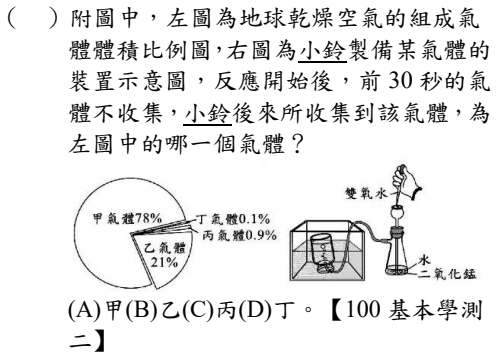 （　）附圖中，左圖為地球乾燥空氣的組成氣
體體積比例圖，右圖為小鈴製備某氣體的
裝置示意圖，反應開始後，前 30 秒的氣
體不收集，小鈴後來所收集到該氣體，為
左圖中的哪一個氣體？
甲氣體78%
丁氣體0.1%
丙氣體0.9%
乙氣體
21%
雙氧水
水
二氧化錳
(A)甲(B)乙(C)丙(D)丁。【100 基本學測
二】